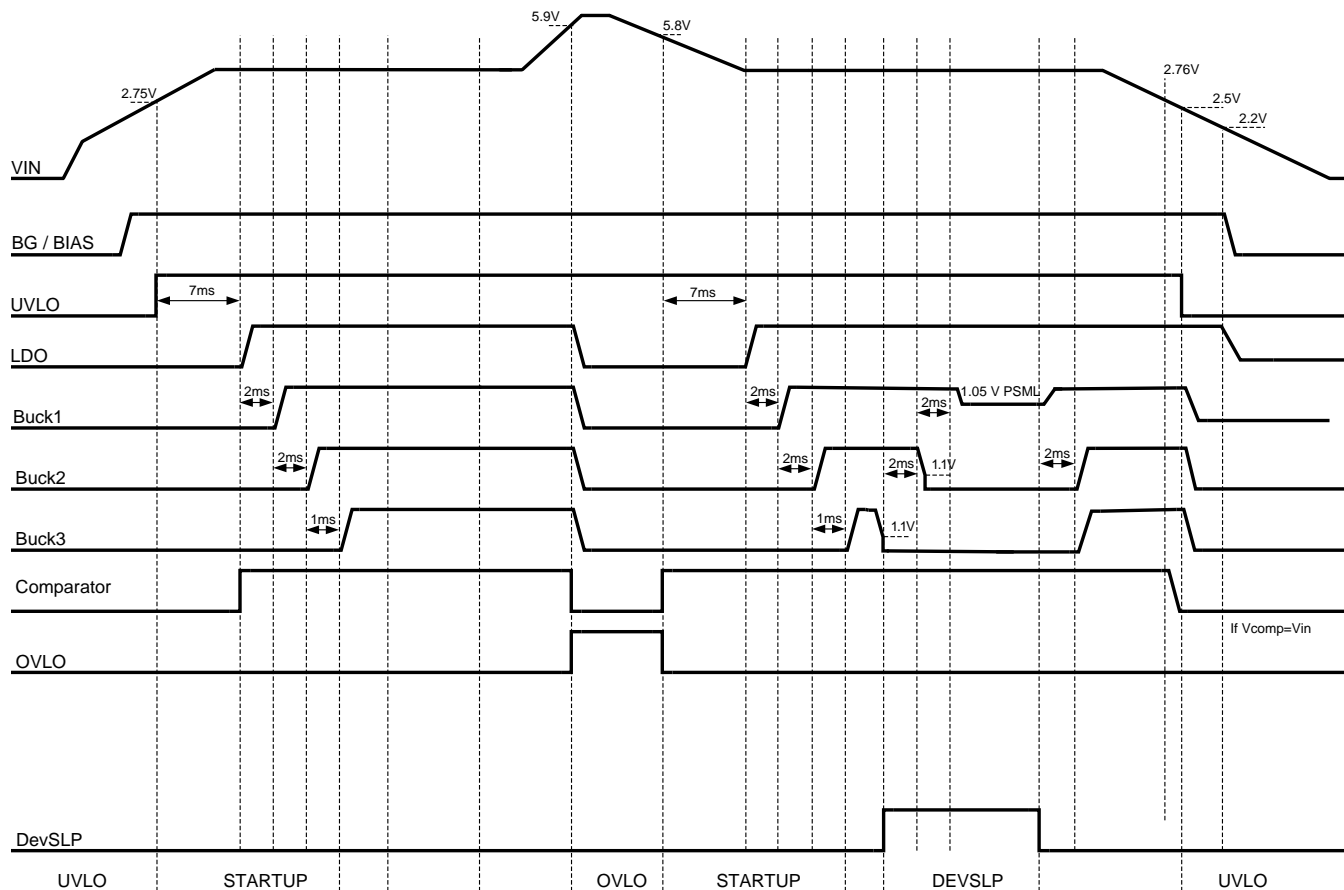 5.9V
5.8V
2.75V
2.76V
2.5V
2.2V
VIN
BG / BIAS
UVLO
7ms
7ms
LDO
2ms
2ms
2ms
1.05 V PSML
Buck1
2ms
2ms
2ms
1.1V
2ms
Buck2
1ms
1ms
1.1V
Buck3
Comparator
If Vcomp=Vin
OVLO
DevSLP
UVLO STARTUP OVLO STARTUP DEVSLP UVLO